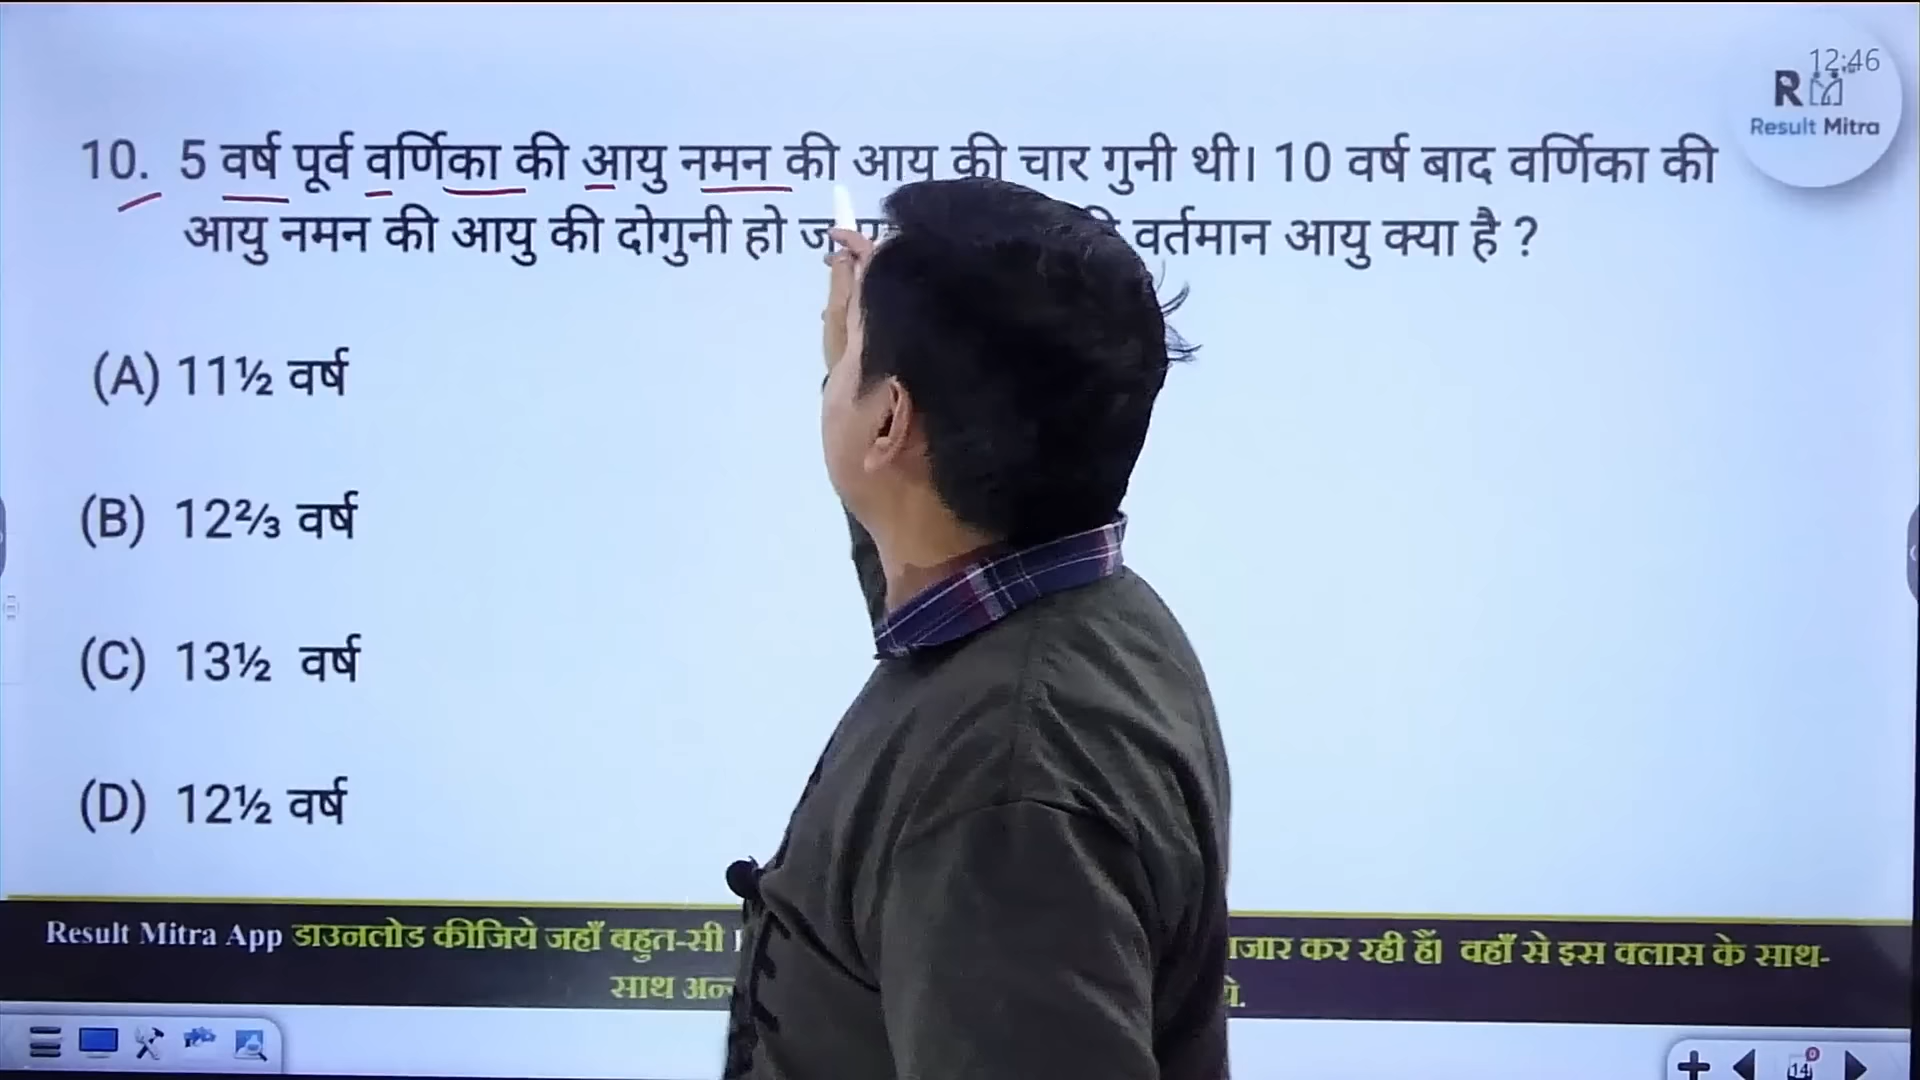 12:46
R
Result Mitra
10. 5 वर्ष पूर्व वर्णिका की आयु नमन की आयु की चार गुनी थी। 10 वर्ष बाद वर्णिका की
आयु नमन की आयु की दोगुनी हो वर्तमान आयु क्या है ?
(A) 11½ वर्ष
(B) 12⅔ वर्ष
(C) 13½ वर्ष
(D) 12½ वर्ष
Result Mitra App डाउनलोड कीजिये जहाँ बहुत-सी कर रही हैं। वहाँ से इस क्लास के साथ-
साथ
14
0